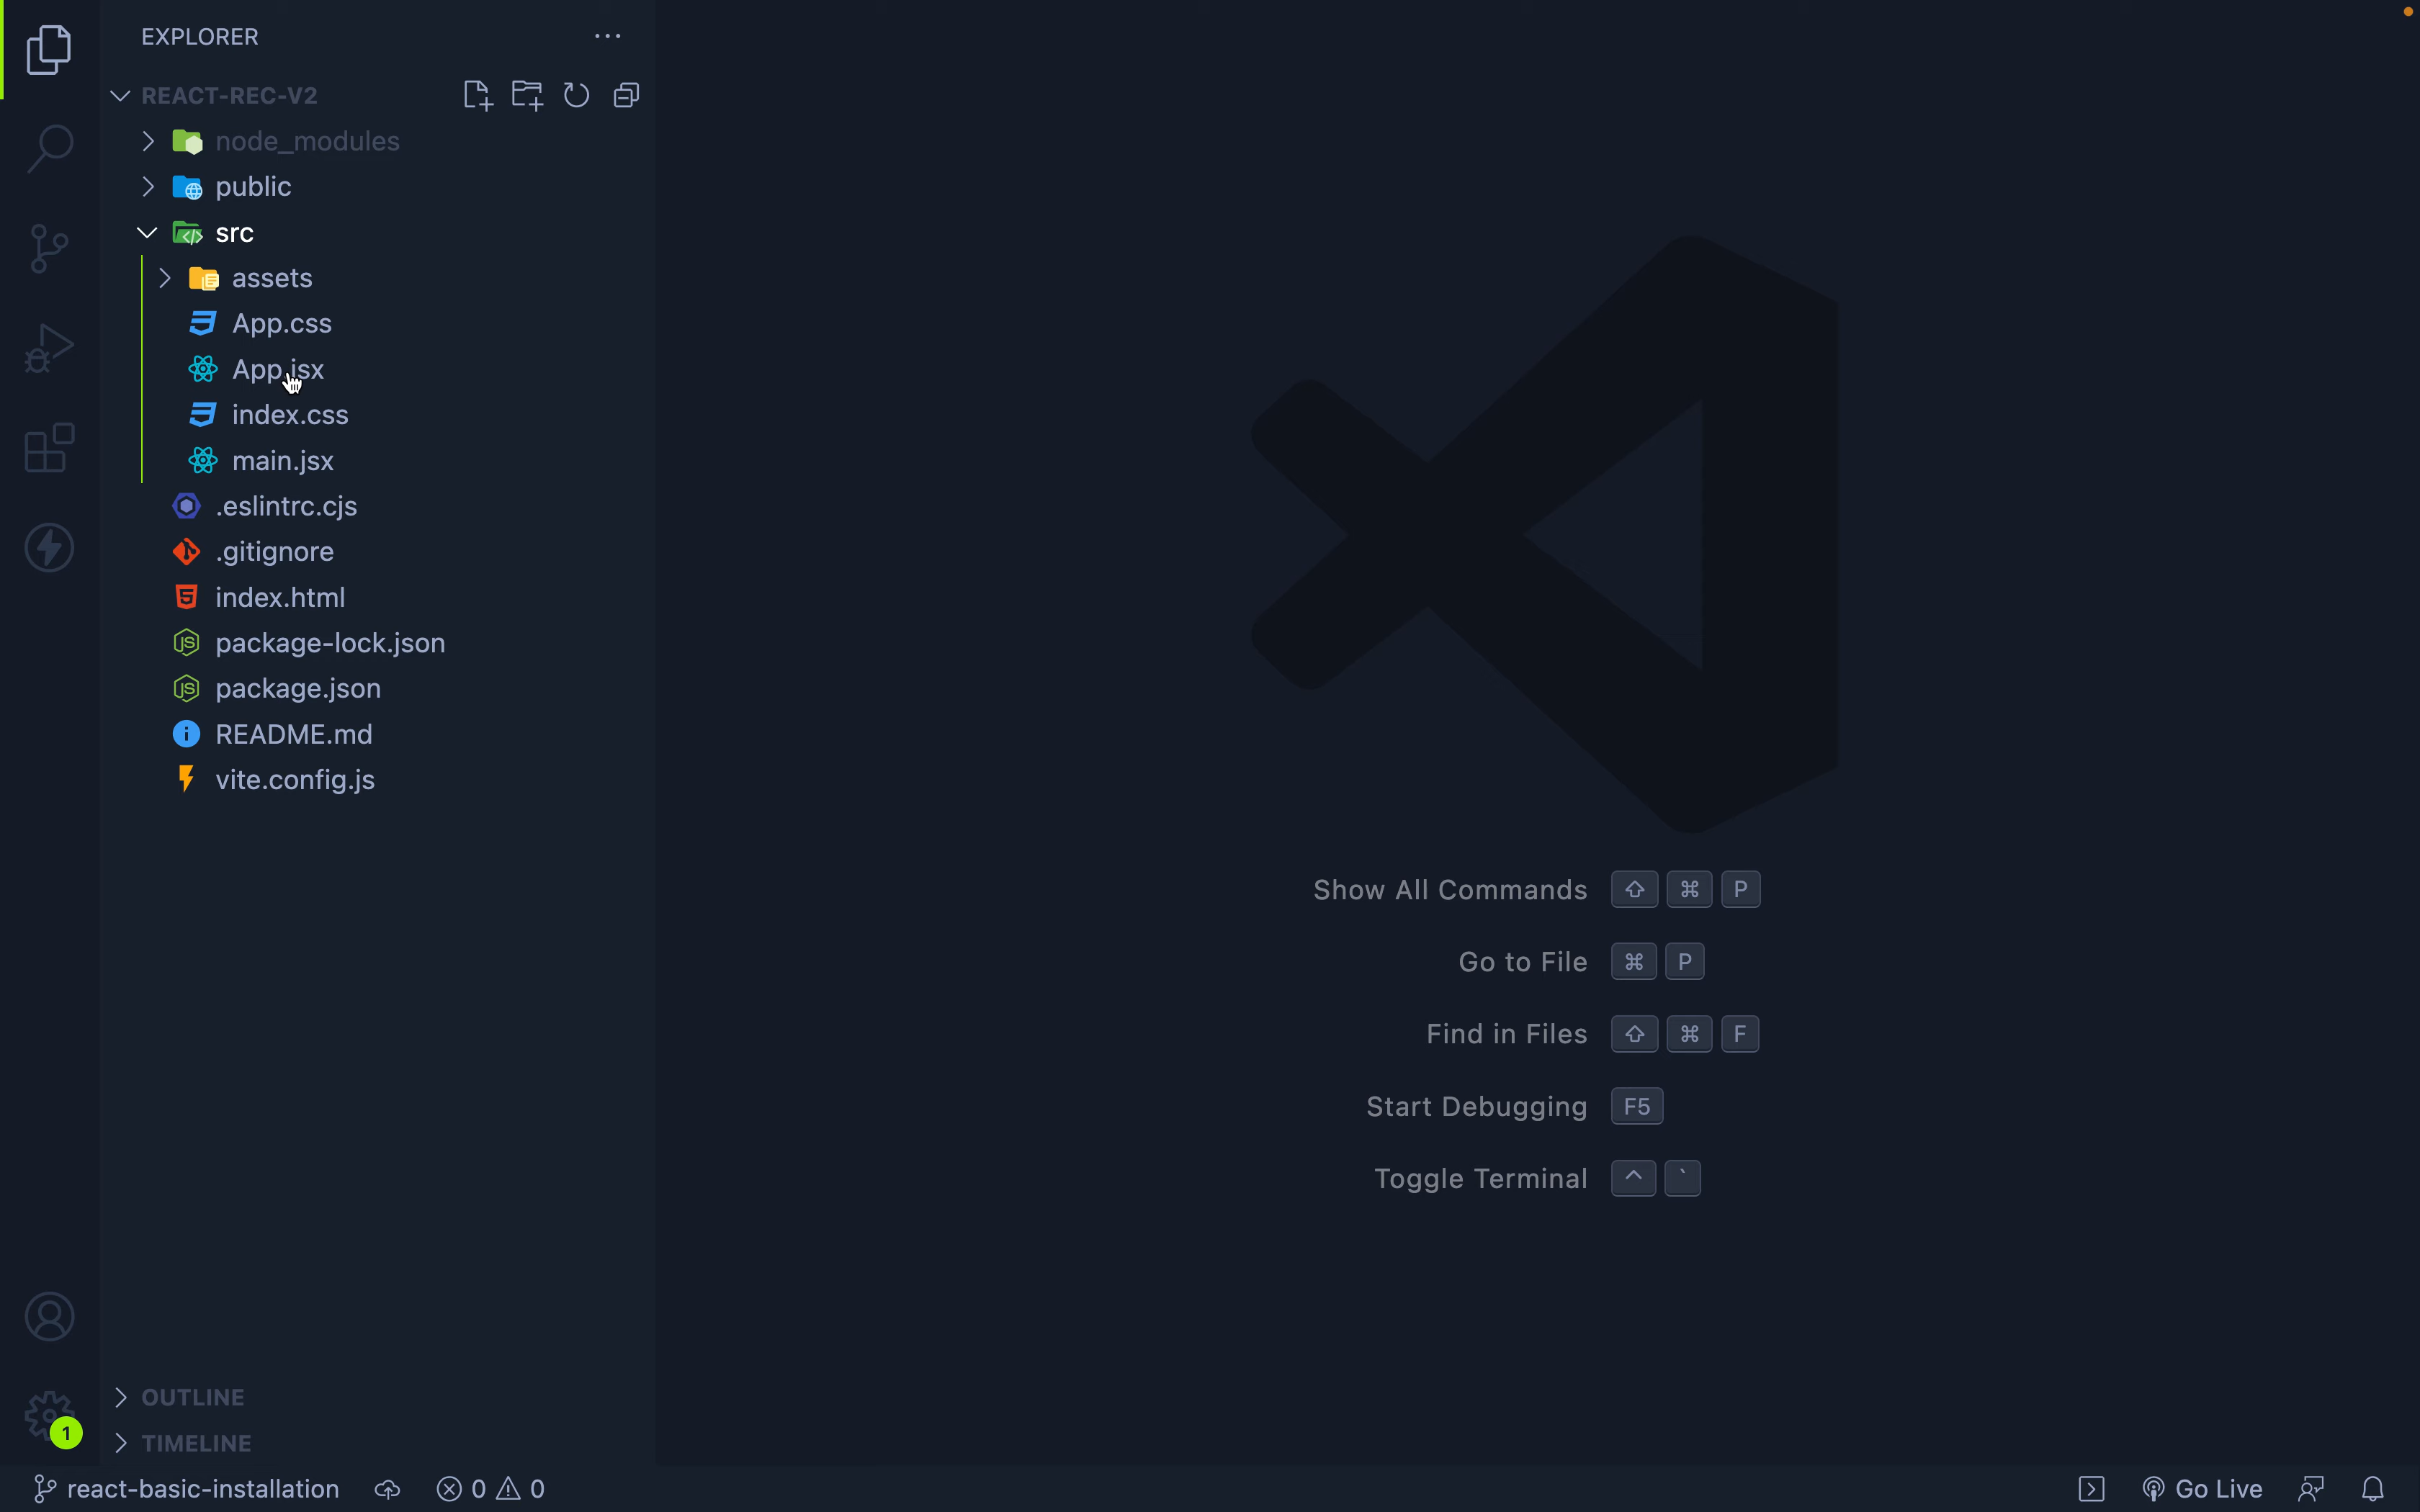 EXPLORER
REACT-REC-V2
node_modules
public
src
assets
App.css
App.jsx
index.css
main.jsx
.eslintrc.cjs
.gitignore
index.html
package-lock.json
package.json
README.md
vite.config.js
Show All Commands ⇧ ⌘ P
Go to File ⌘ P
Find in Files ⇧ ⌘ F
Start Debugging F5
Toggle Terminal ^ `
1
OUTLINE
TIMELINE
react-basic-installation 0 0 Go Live